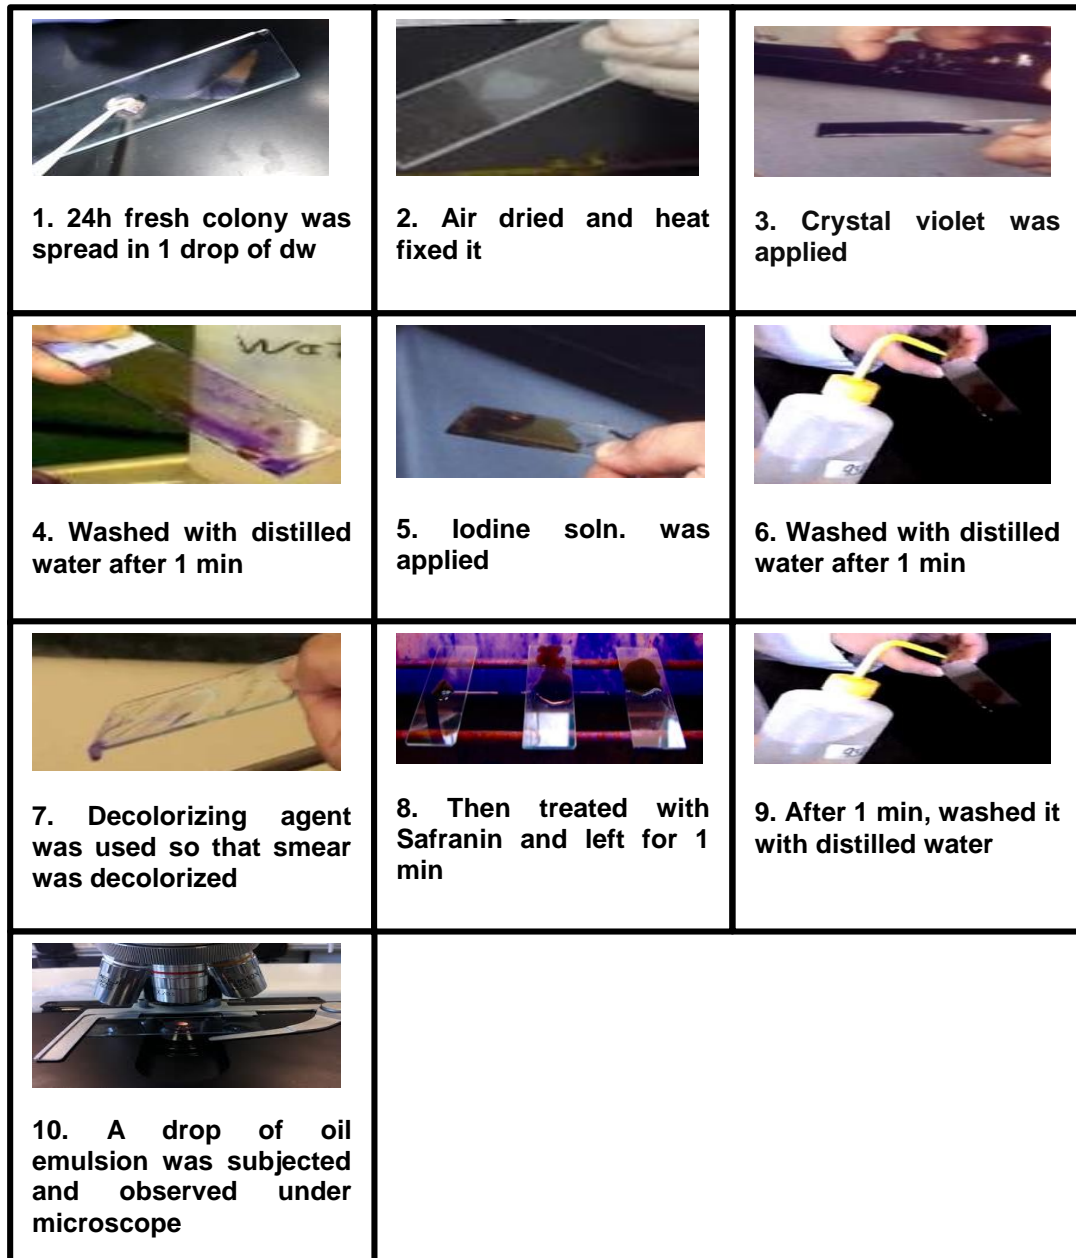 1. 24h fresh colony was
spread in 1 drop of dw
2. Air dried and heat
fixed it
3. Crystal violet was
applied
Wat
4. Washed with distilled
water after 1 min
5. Iodine soln. was
applied
95
6. Washed with distilled
water after 1 min
7. Decolorizing agent
was used so that smear
was decolorized
8. Then treated with
Safranin and left for 1
min
95
9. After 1 min, washed it
with distilled water
10. A drop of oil
emulsion was subjected
and observed under
microscope